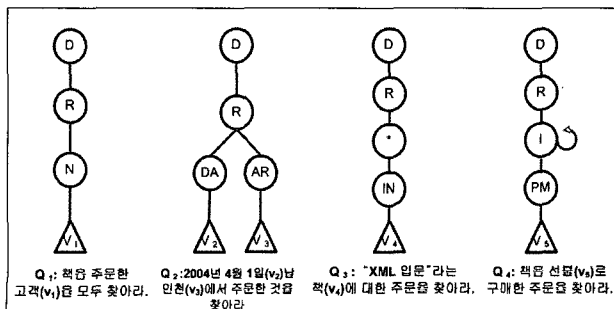 D
R
N
V₁
Q₁: 책을 주문한
고객(v₁)을 모두 찾아라.
D
R
DA
AR
V₂
V₃
Q₂:2004년 4월 1일(v₂)날
인천(v₃)에서 주문한 것을
찾아라
D
R
*
IN
V₄
Q₃: "XML 입문"라는
책(v₄)에 대한 주문을 찾아라.
D
R
I
PM
V₅
Q₄: 책을 선불(v₅)로
구매한 주문을 찾아라.